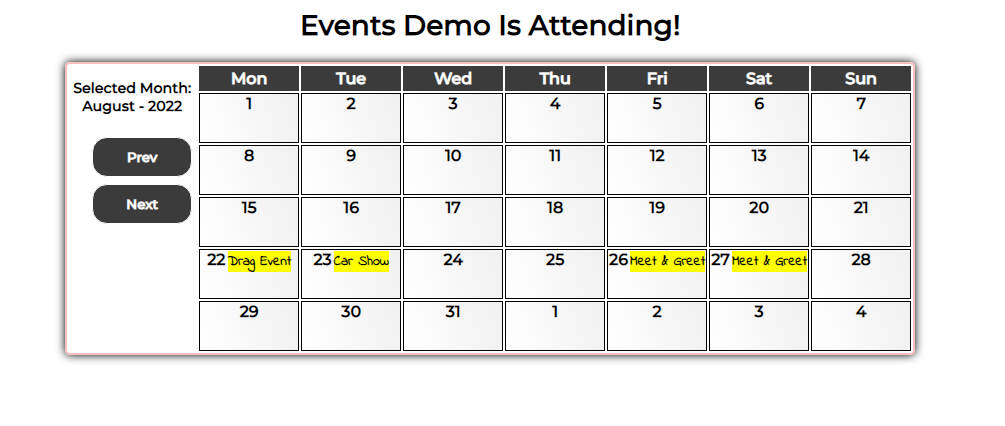 Events Demo Is Attending!
Selected Month:
August - 2022
Prev
Next
Mon Tue Wed Thu Fri Sat Sun
1 2 3 4 5 6 7
8 9 10 11 12 13 14
15 16 17 18 19 20 21
22 Drag Event 23 Car Show 24 25 26 Meet & Greet 27 Meet & Greet 28
29 30 31 1 2 3 4